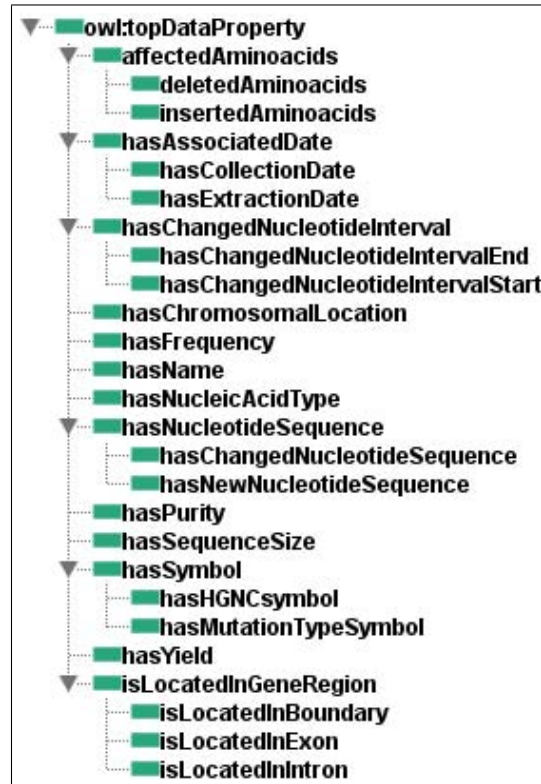 owl:topDataProperty
affectedAminoacids
deletedAminoacids
insertedAminoacids
hasAssociatedDate
hasCollectionDate
hasExtractionDate
hasChangedNucleotideInterval
hasChangedNucleotideIntervalEnd
hasChangedNucleotideIntervalStart
hasChromosomalLocation
hasFrequency
hasName
hasNucleicAcidType
hasNucleotideSequence
hasChangedNucleotideSequence
hasNewNucleotideSequence
hasPurity
hasSequenceSize
hasSymbol
hasHGNCsymbol
hasMutationTypeSymbol
hasYield
isLocatedInGeneRegion
isLocatedInBoundary
isLocatedInExon
isLocatedInIntron